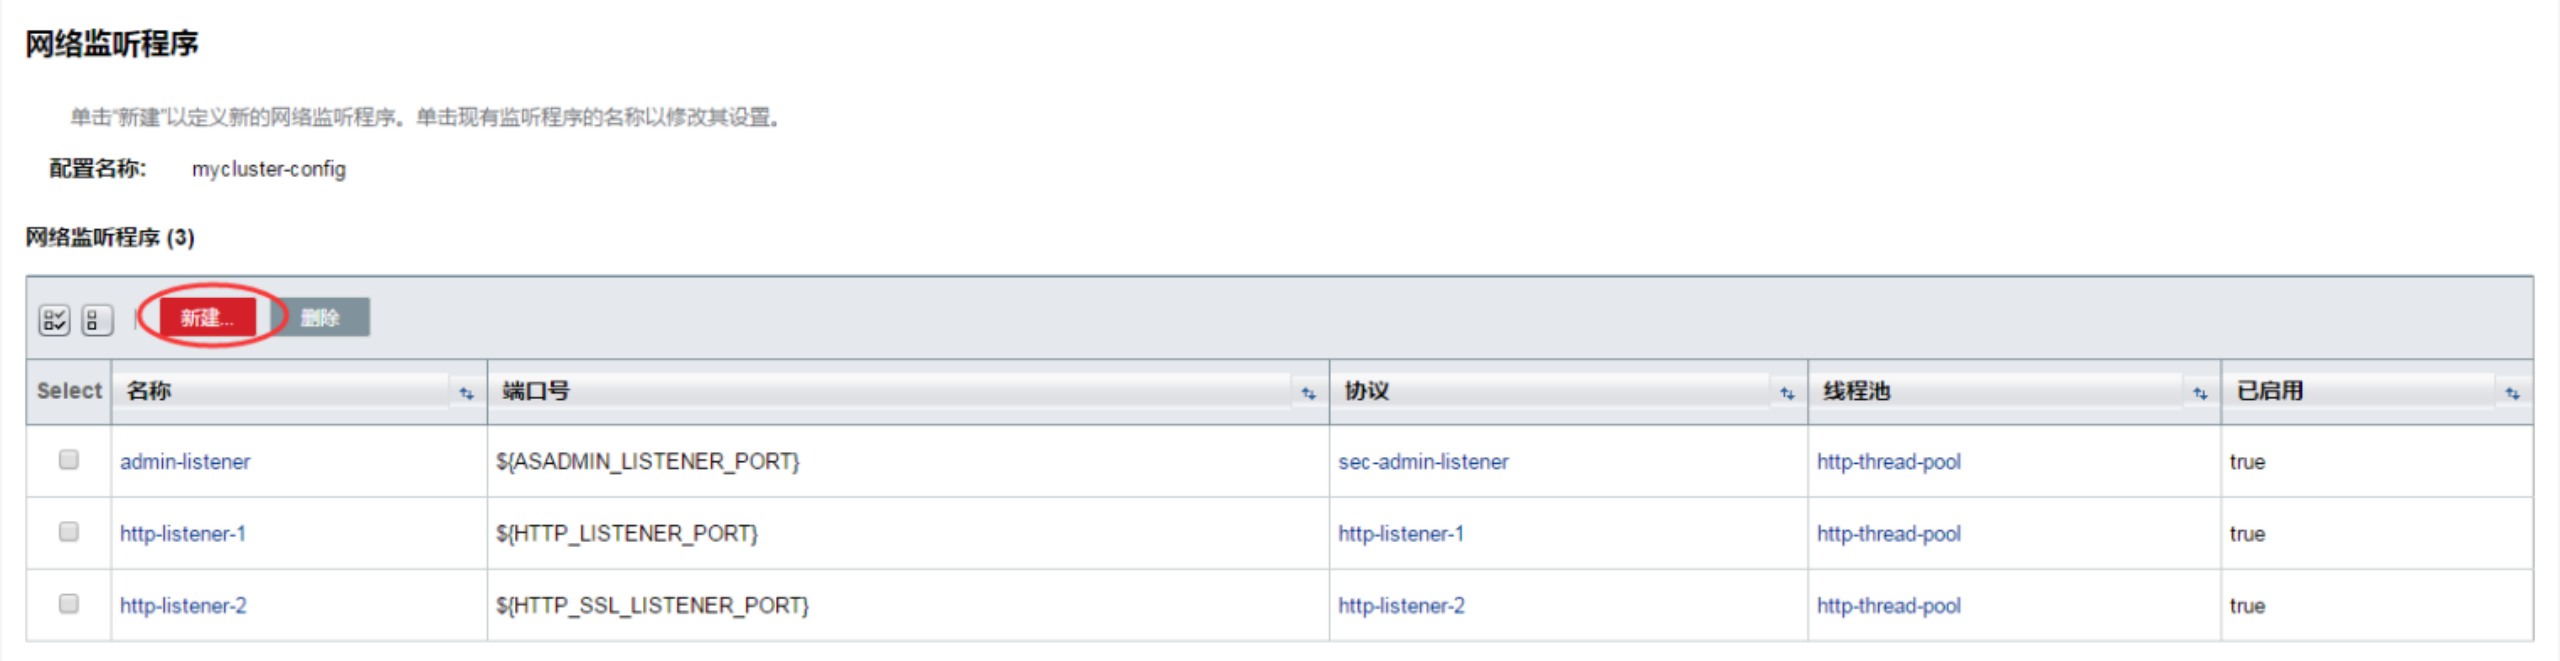 网络监听程序
单击“新建”以定义新的网络监听程序。单击现有监听程序的名称以修改其设置。
配置名称: mycluster-config
网络监听程序 (3)
新建... 删除
Select 名称 端口号 协议 线程池 已启用
admin-listener ${ASADMIN_LISTENER_PORT} sec-admin-listener http-thread-pool true
http-listener-1 ${HTTP_LISTENER_PORT} http-listener-1 http-thread-pool true
http-listener-2 ${HTTP_SSL_LISTENER_PORT} http-listener-2 http-thread-pool true